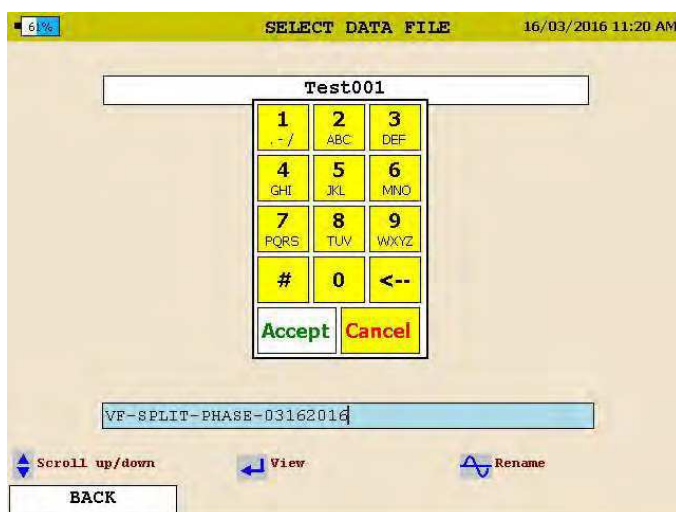 61% SELECT DATA FILE 16/03/2016 11:20 AM
Test001
1 2 3
.-/ ABC DEF
4 5 6
GHI JKL MNO
7 8 9
PQRS TUV WXYZ
# 0 <--
Accept Cancel
VF-SPLIT-PHASE-03162016
Scroll up/down View Rename
BACK